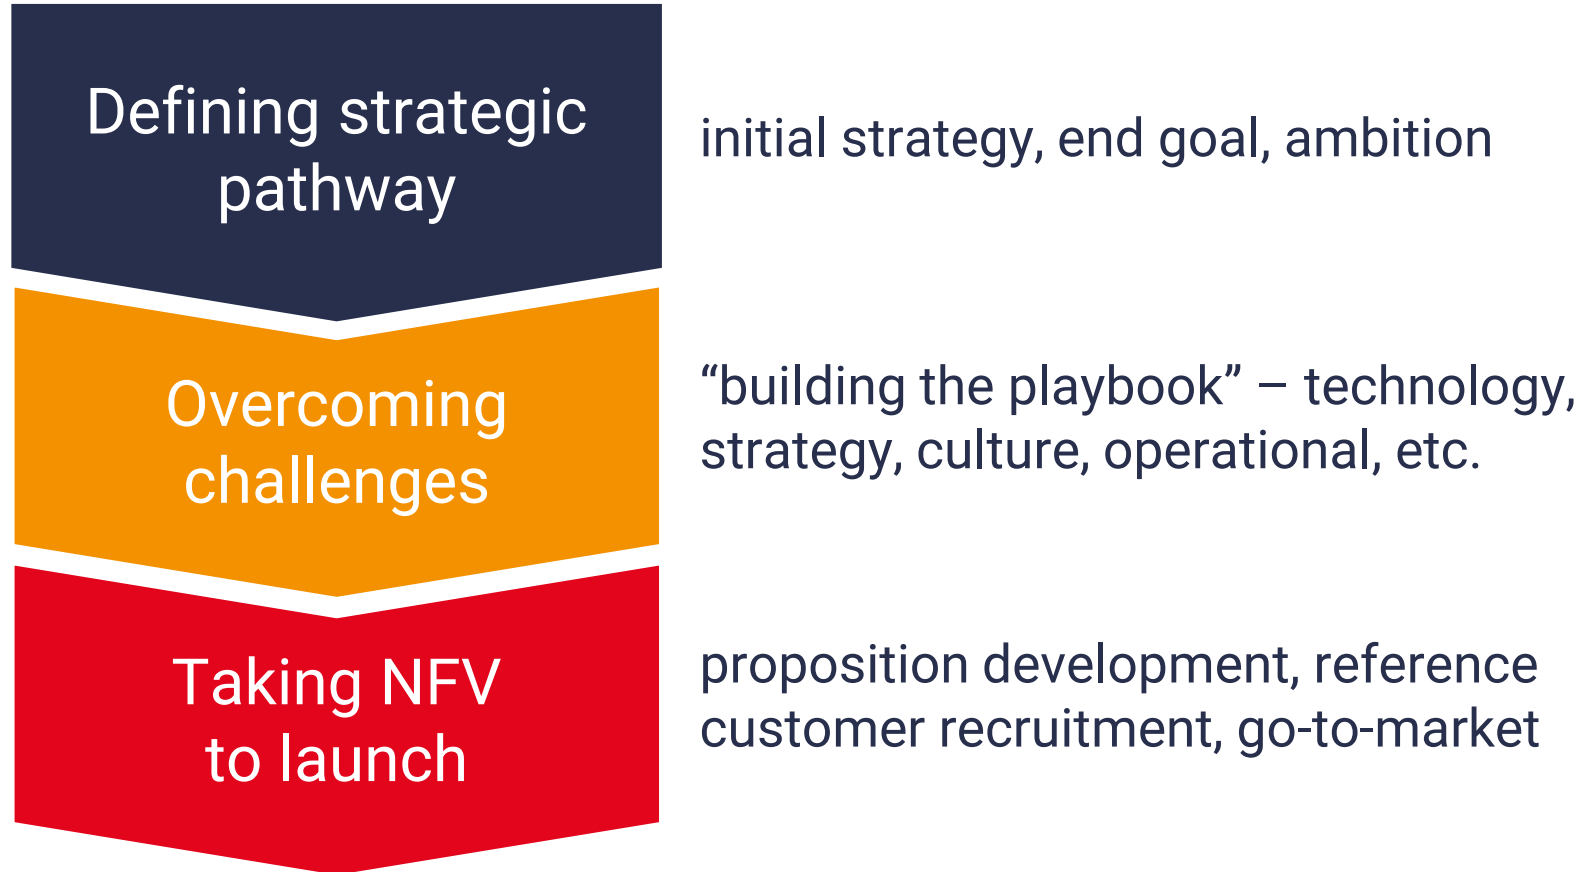 Defining strategic
pathway
initial strategy, end goal, ambition
Overcoming
challenges
“building the playbook” – technology,
strategy, culture, operational, etc.
Taking NFV
to launch
proposition development, reference
customer recruitment, go-to-market